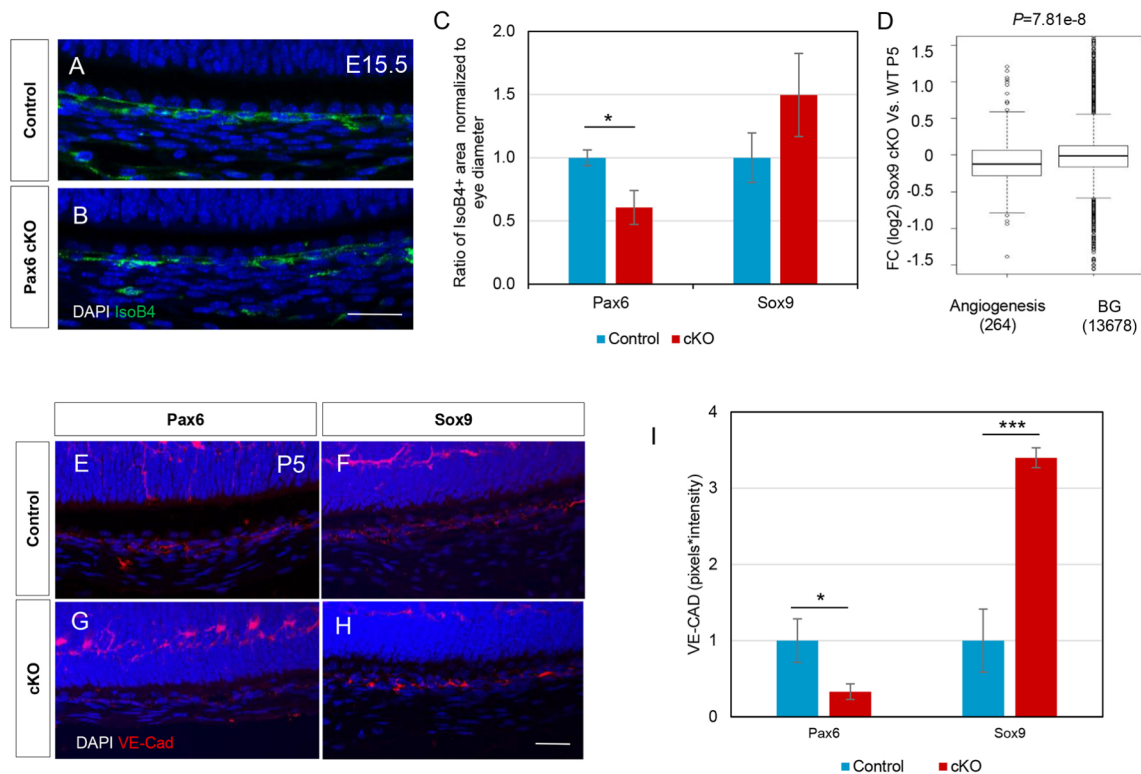 Control
Pax6 cKO
A
E15.5
B
DAPI IsoB4
C
Ratio of IsoB4+ area normalized to
eye diameter
2.0
1.5
1.0
0.5
0.0
*
Pax6
Sox9
Control
cKO
D
P=7.81e-8
FC (log2) Sox9 cKO Vs. WT P5
1.5
1.0
0.5
0
-0.5
-1.0
-1.5
Angiogenesis
(264)
BG
(13678)
Pax6
Sox9
Control
cKO
E
P5
F
G
H
DAPI VE-Cad
I
VE-CAD (pixels*intensity)
4
3
2
1
0
*
***
Pax6
Sox9
Control
cKO